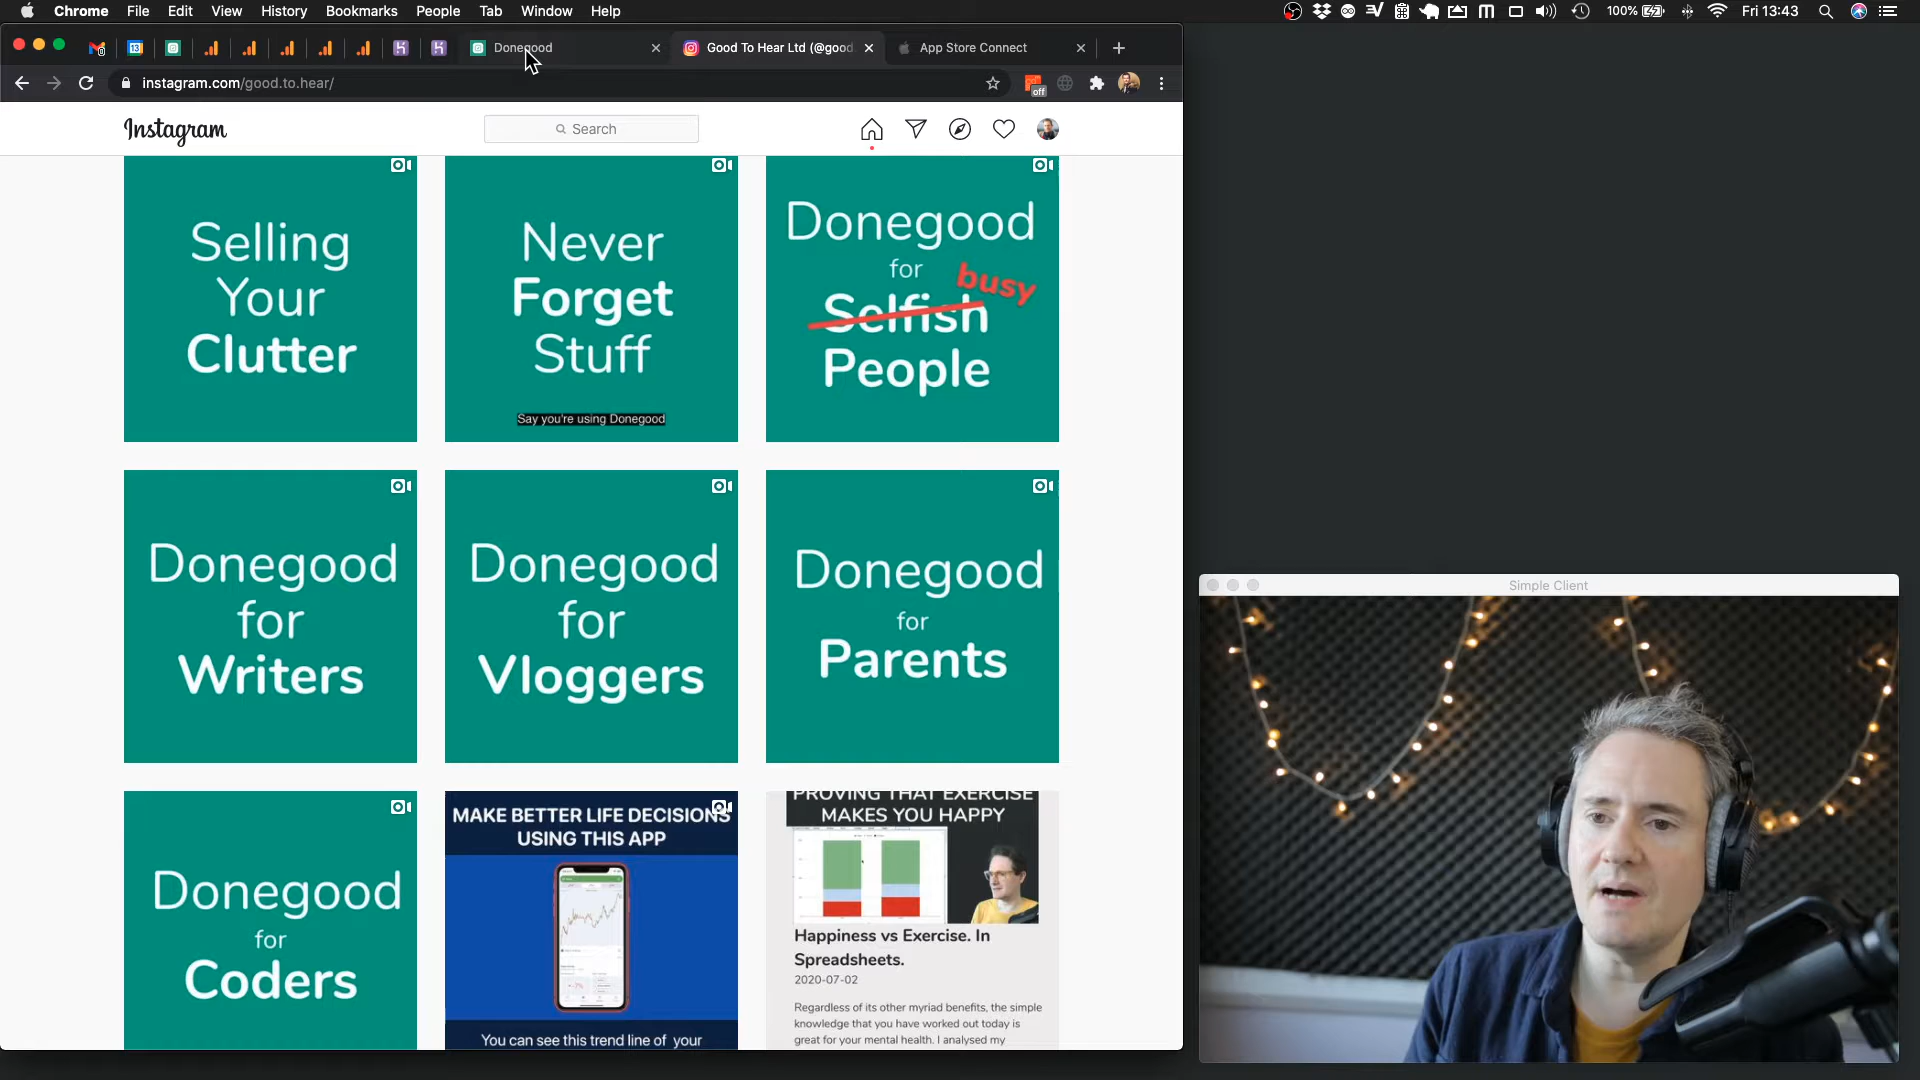 Chrome File Edit View History Bookmarks People Tab Window Help
100% Fri 13:43
Donegood
Good To Hear Ltd (@good
App Store Connect
instagram.com/good.to.hear/
off
Instagram
Search
Selling
Your
Clutter
Never
Forget
Stuff
Say you're using Donegood
Donegood
for
busy
Selfish
People
Donegood
for
Writers
Donegood
for
Vloggers
Donegood
for
Parents
Donegood
for
Coders
MAKE BETTER LIFE DECISIONS
USING THIS APP
You can see this trend line of your
PROVING THAT EXERCISE
MAKES YOU HAPPY
Happiness vs Exercise. In
Spreadsheets.
2020-07-02
Regardless of its other myriad benefits, the simple
knowledge that you have worked out today is
great for your mental health. I analysed my
Simple Client